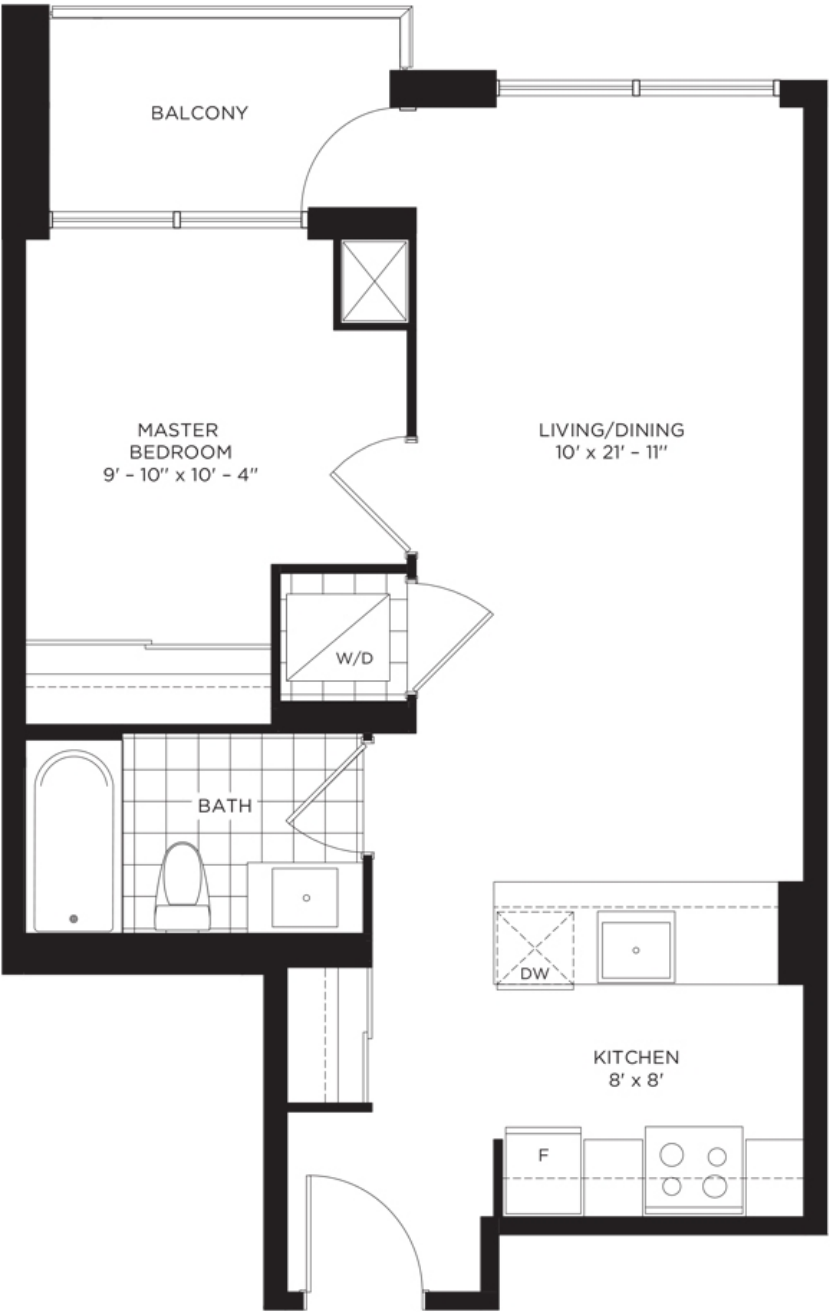 BALCONY
MASTER
BEDROOM
9' – 10" x 10' – 4"
LIVING/DINING
10' x 21' – 11"
W/D
BATH
DW
KITCHEN
8' x 8'
F